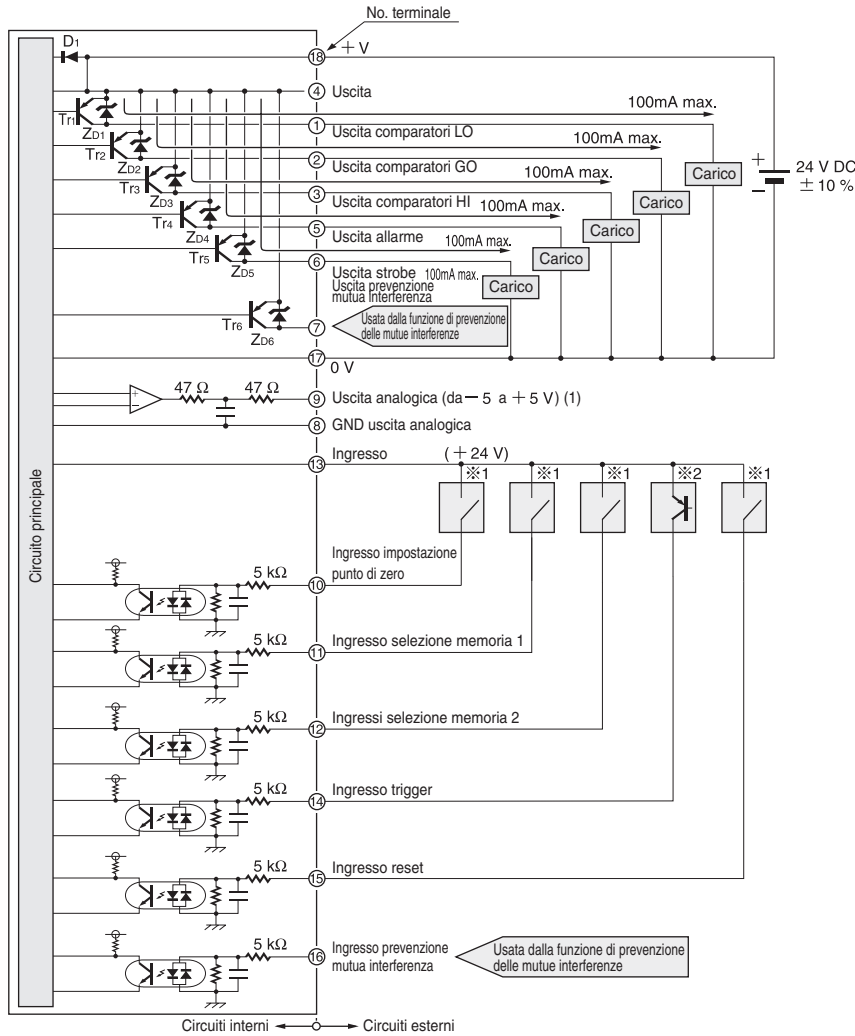 No. terminale
D1
18
+ V
4
Uscita
Tr1
ZD1
100mA max.
1
Uscita comparatori LO
Tr2
ZD2
100mA max.
2
Uscita comparatori GO
Tr3
ZD3
100mA max.
3
Uscita comparatori HI
Tr4
ZD4
100mA max.
5
Uscita allarme
Tr5
ZD5
100mA max.
6
Uscita strobe
100mA max.
Uscita prevenzione
mutua Interferenza
Carico
Carico
Carico
Carico
Carico
+
−
24 V DC
± 10 %
Tr6
ZD6
7
Usata dalla funzione di prevenzione
delle mutue interferenze
17
0 V
+
−
47 Ω
47 Ω
9
Uscita analogica (da − 5 a + 5 V) (1)
8
GND uscita analogica
13
Ingresso
(+ 24 V)
※1
※1
※1
※2
※1
Circuito principale
5 kΩ
10
Ingresso impostazione
punto di zero
5 kΩ
11
Ingresso selezione memoria 1
5 kΩ
12
Ingressi selezione memoria 2
5 kΩ
14
Ingresso trigger
5 kΩ
15
Ingresso reset
5 kΩ
16
Ingresso prevenzione
mutua interferenza
Usata dalla funzione di prevenzione
delle mutue interferenze
Circuiti interni
Circuiti esterni